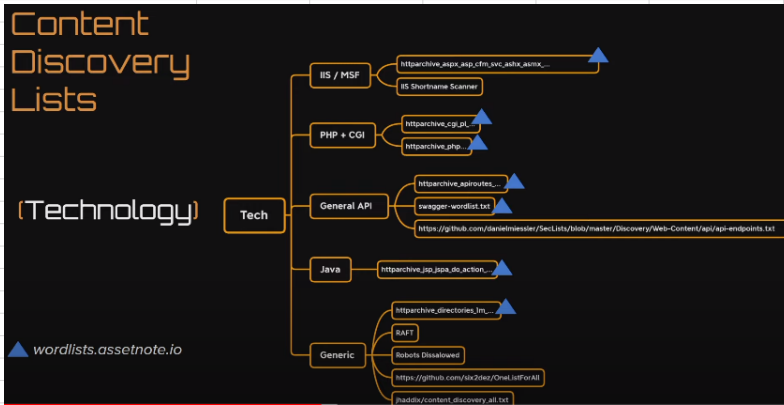 Content
Discovery
Lists
(Technology)
Tech
IIS / MSF
httparchive_aspx_asp_cfm_svc_ashx_asmx_...
IIS Shortname Scanner
PHP + CGI
httparchive_cgi_pl_...
httparchive_php...
General API
httparchive_apiroutes_...
swagger-wordlist.txt
https://github.com/danielmiessler/SecLists/blob/master/Discovery/Web-Content/api/api-endpoints.txt
Java
httparchive_jsp_jspa_do_action_...
Generic
httparchive_directories_1m_...
RAFT
Robots Dissalowed
https://github.com/six2dez/OneListForAll
jhaddix/content_discovery_all.txt
wordlists.assetnote.io